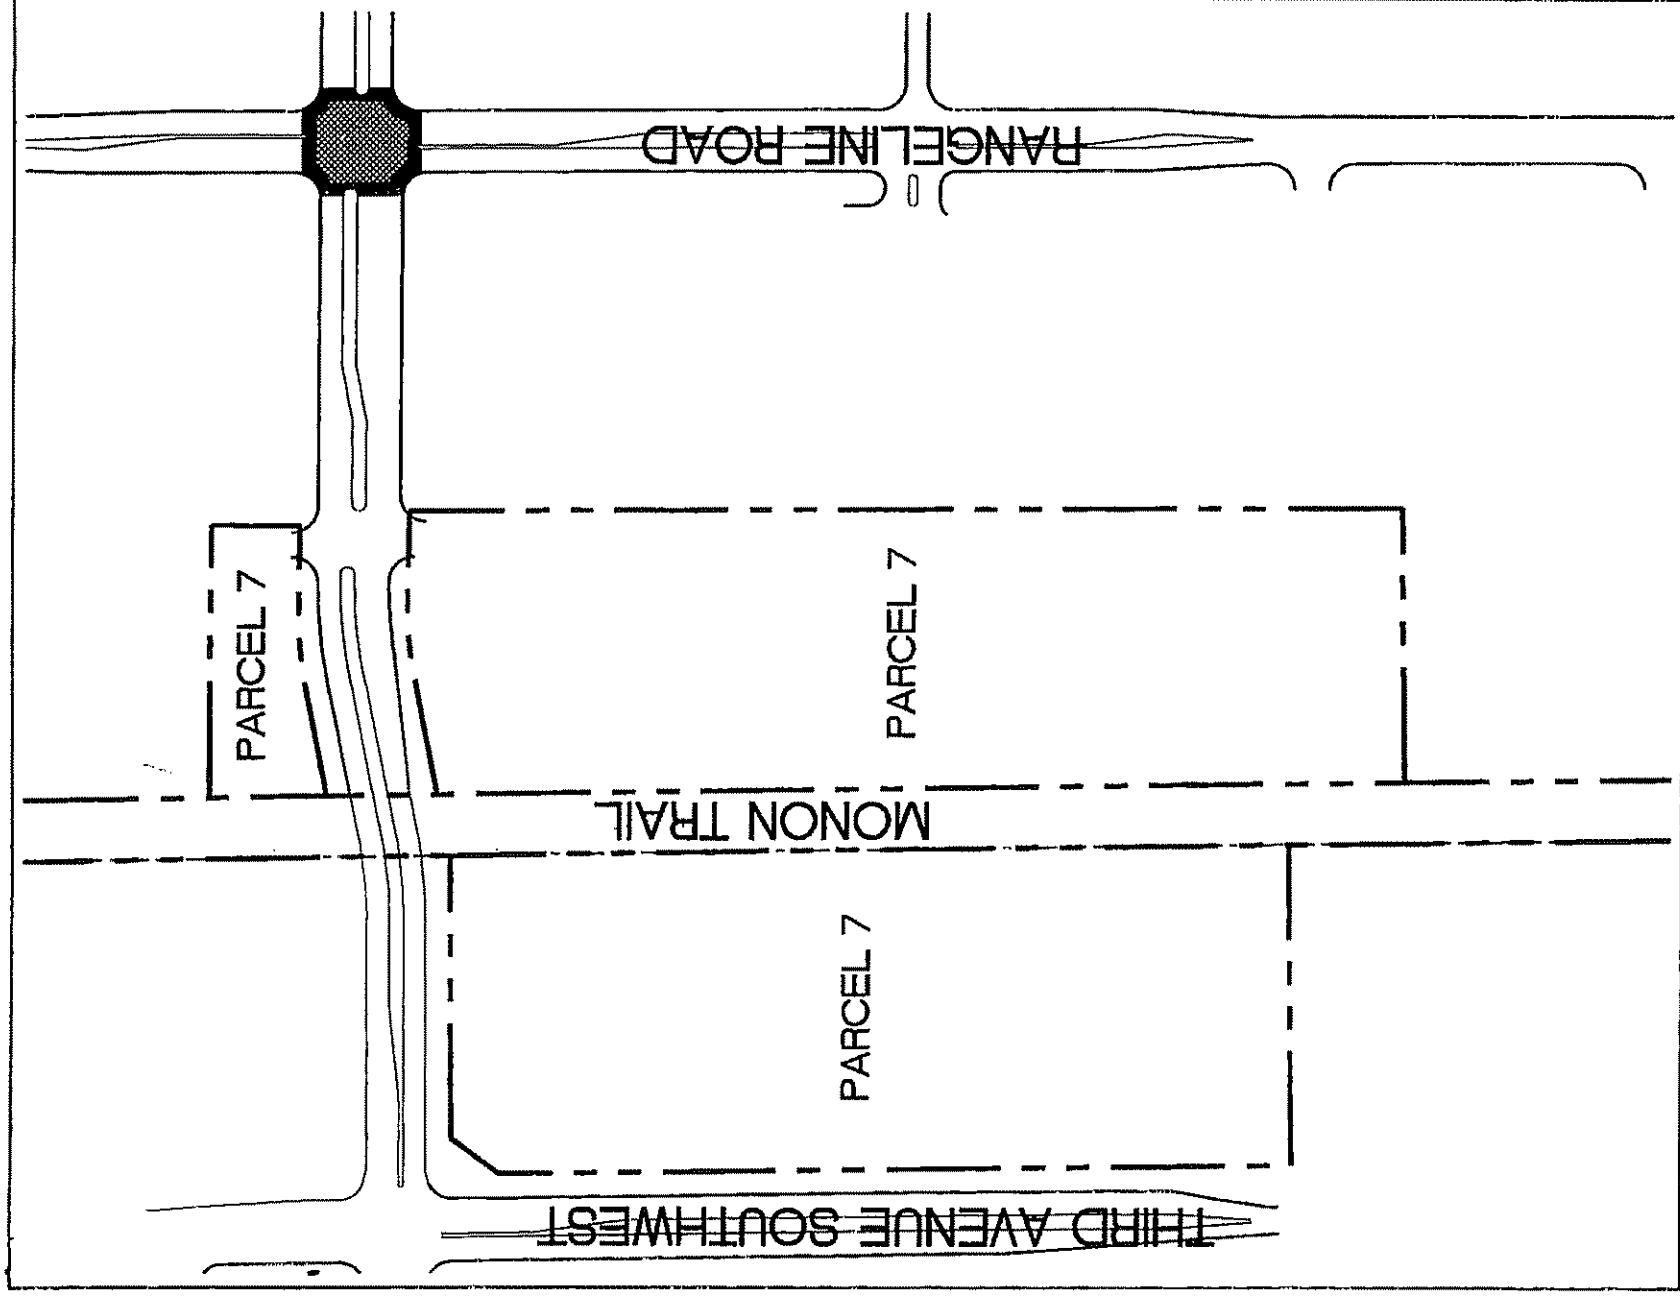 RANGELINE ROAD
PARCEL 7
PARCEL 7
MONON TRAIL
PARCEL 7
THIRD AVENUE SOUTHWEST